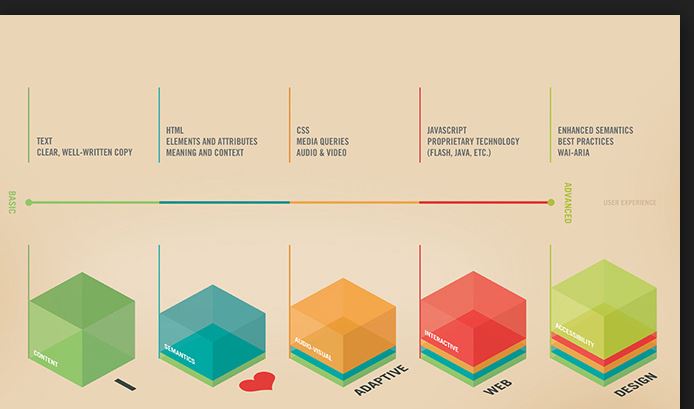 TEXT
CLEAR, WELL-WRITTEN COPY
HTML
ELEMENTS AND ATTRIBUTES
MEANING AND CONTEXT
CSS
MEDIA QUERIES
AUDIO & VIDEO
JAVASCRIPT
PROPRIETARY TECHNOLOGY
(FLASH, JAVA, ETC.)
ENHANCED SEMANTICS
BEST PRACTICES
WAI-ARIA
BASIC
ADVANCED
USER EXPERIENCE
CONTENT
SEMANTICS
AUDIO-VISUAL
INTERACTIVE
ACCESSIBILITY
I
ADAPTIVE
WEB
DESIGN